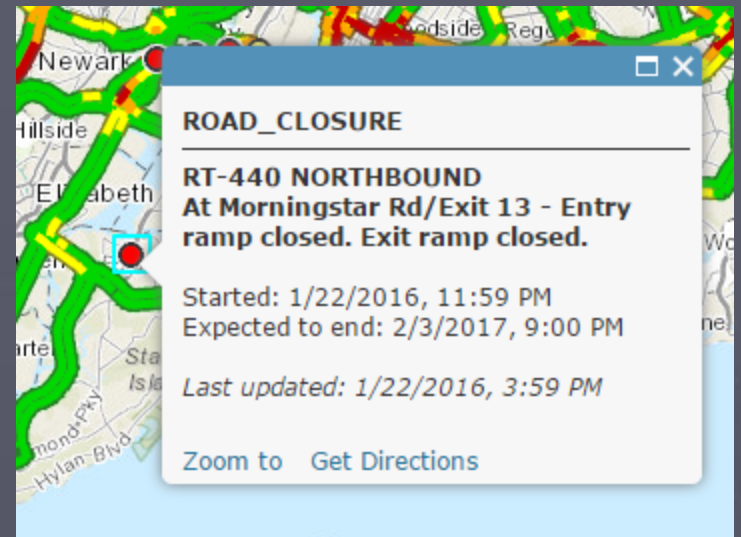 Newark
Hillside
Elizabeth
ROAD_CLOSURE
RT-440 NORTHBOUND
At Morningstar Rd/Exit 13 - Entry
ramp closed. Exit ramp closed.
Started: 1/22/2016, 11:59 PM
Expected to end: 2/3/2017, 9:00 PM
Last updated: 1/22/2016, 3:59 PM
Zoom to Get Directions
Hylan Blvd